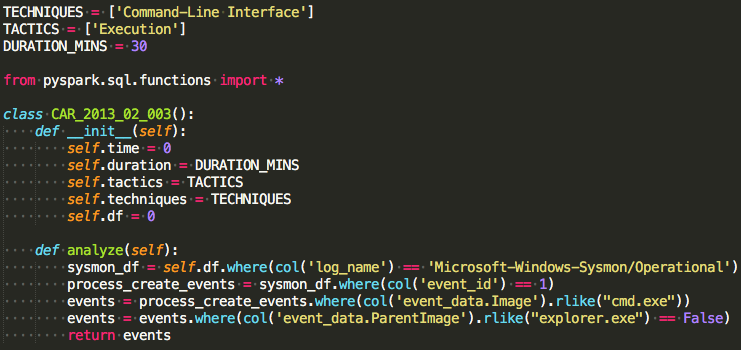 TECHNIQUES = ['Command-Line Interface']
TACTICS = ['Execution']
DURATION_MINS = 30

from pyspark.sql.functions import *

class CAR_2013_02_003():
    def __init__(self):
        self.time = 0
        self.duration = DURATION_MINS
        self.tactics = TACTICS
        self.techniques = TECHNIQUES
        self.df = 0

    def analyze(self):
        sysmon_df = self.df.where(col('log_name') == 'Microsoft-Windows-Sysmon/Operational')
        process_create_events = sysmon_df.where(col('event_id') == 1)
        events = process_create_events.where(col('event_data.Image').rlike("cmd.exe"))
        events = events.where(col('event_data.ParentImage').rlike("explorer.exe") == False)
        return events